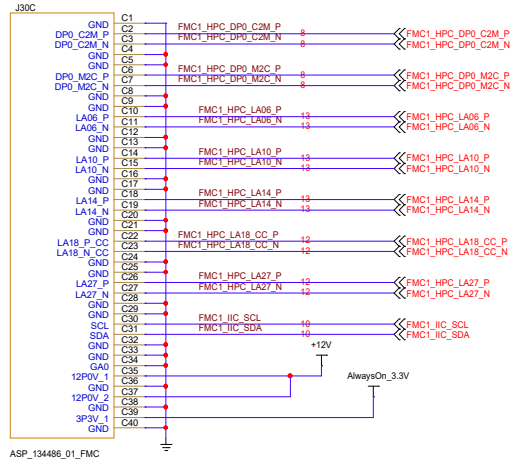 J30C
GND C1
DP0_C2M_P C2 FMC1_HPC_DP0_C2M_P 8 FMC1_HPC_DP0_C2M_P
DP0_C2M_N C3 FMC1_HPC_DP0_C2M_N 8 FMC1_HPC_DP0_C2M_N
GND C4
GND C5
DP0_M2C_P C6 FMC1_HPC_DP0_M2C_P 8 FMC1_HPC_DP0_M2C_P
DP0_M2C_N C7 FMC1_HPC_DP0_M2C_N 8 FMC1_HPC_DP0_M2C_N
GND C8
GND C9
LA06_P C10 FMC1_HPC_LA06_P 13 FMC1_HPC_LA06_P
LA06_N C11 FMC1_HPC_LA06_N 13 FMC1_HPC_LA06_N
GND C12
GND C13
LA10_P C14 FMC1_HPC_LA10_P 13 FMC1_HPC_LA10_P
LA10_N C15 FMC1_HPC_LA10_N 13 FMC1_HPC_LA10_N
GND C16
GND C17
LA14_P C18 FMC1_HPC_LA14_P 13 FMC1_HPC_LA14_P
LA14_N C19 FMC1_HPC_LA14_N 13 FMC1_HPC_LA14_N
GND C20
GND C21
LA18_P_CC C22 FMC1_HPC_LA18_CC_P 12 FMC1_HPC_LA18_CC_P
LA18_N_CC C23 FMC1_HPC_LA18_CC_N 12 FMC1_HPC_LA18_CC_N
GND C24
GND C25
LA27_P C26 FMC1_HPC_LA27_P 12 FMC1_HPC_LA27_P
LA27_N C27 FMC1_HPC_LA27_N 12 FMC1_HPC_LA27_N
GND C28
GND C29
SCL C30 FMC1_IIC_SCL 10 FMC1_IIC_SCL
SDA C31 FMC1_IIC_SDA 10 FMC1_IIC_SDA
GND C32
GND C33
GA0 C34
+12V
12P0V_1 C35
GND C36
AlwaysOn_3.3V
12P0V_2 C37
GND C38
3P3V_1 C39
GND C40
ASP_134486_01_FMC